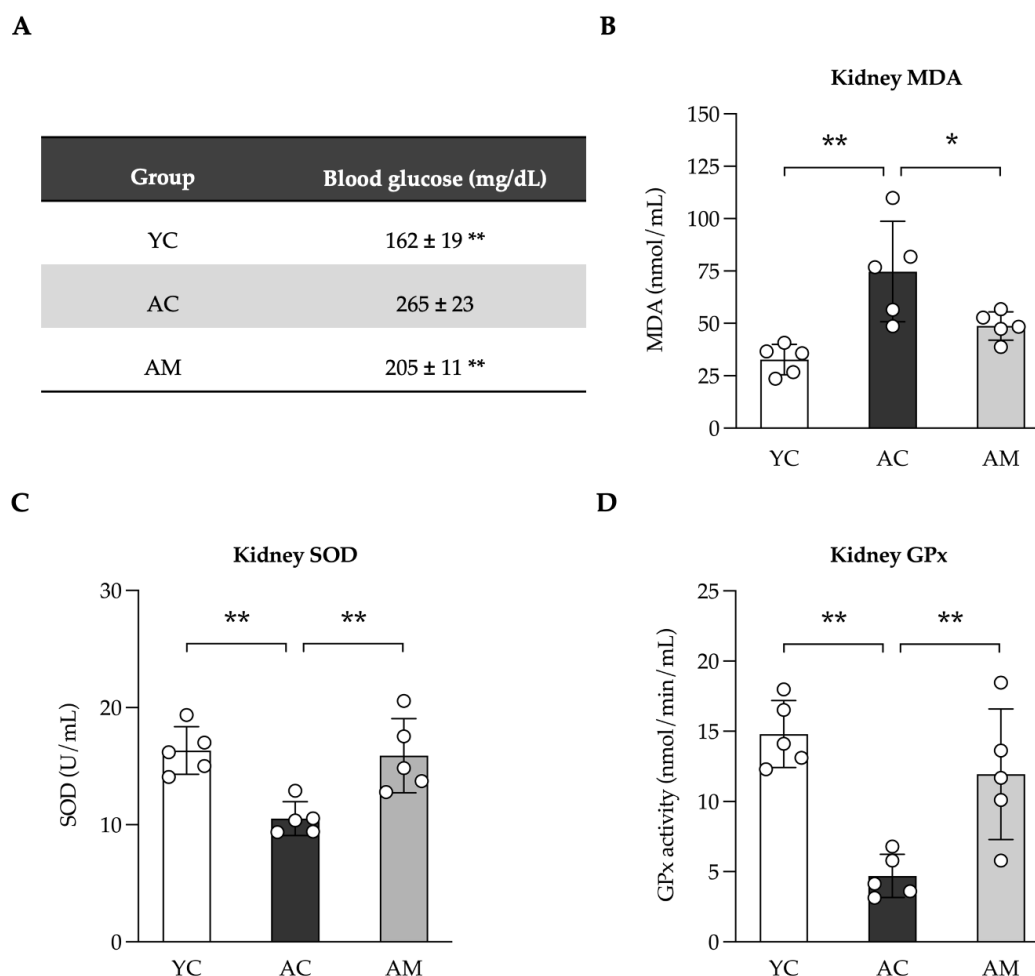 A
Group Blood glucose (mg/dL)
YC 162 ± 19 **
AC 265 ± 23
AM 205 ± 11 **
B
Kidney MDA
MDA (nmol/mL)
150
125
100
75
50
25
0
** *
YC AC AM
C
Kidney SOD
SOD (U/mL)
30
20
10
0
** **
YC AC AM
D
Kidney GPx
GPx activity (nmol/min/mL)
25
20
15
10
5
0
** **
YC AC AM